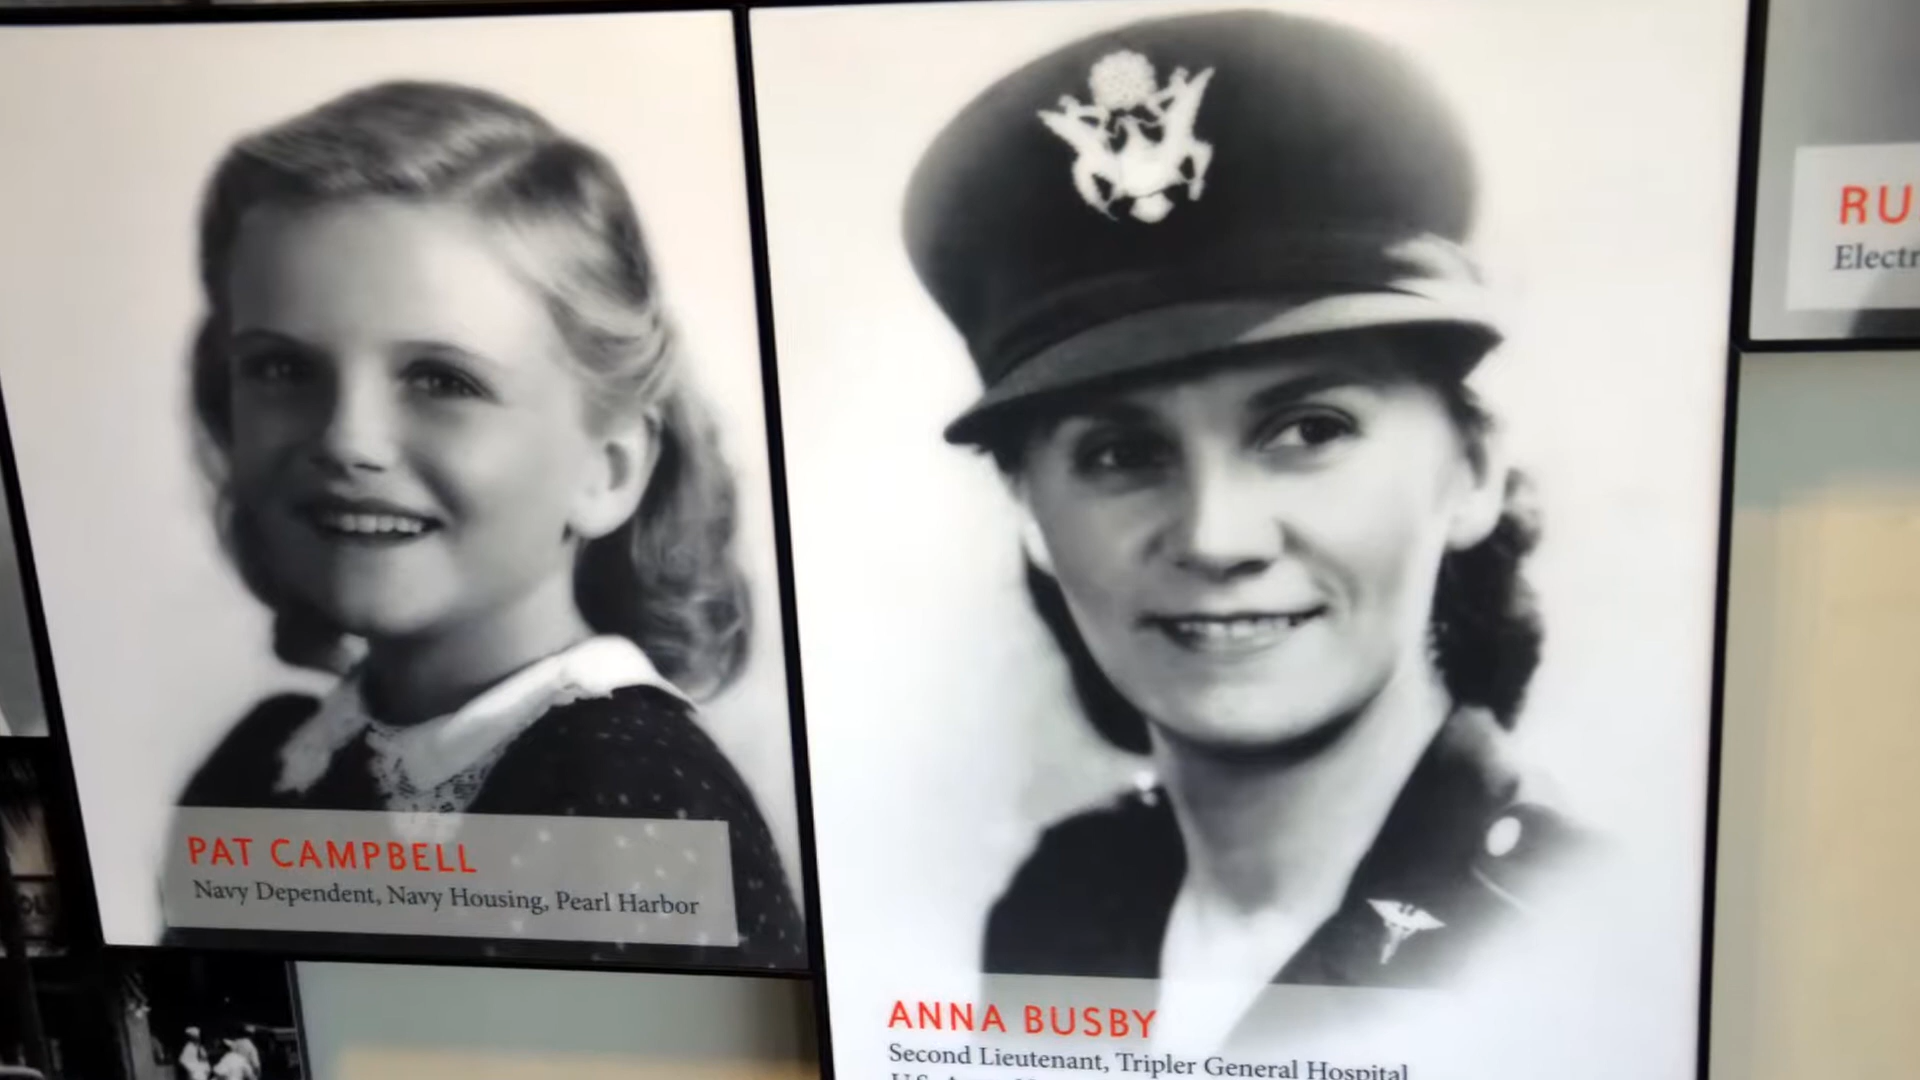 PAT CAMPBELL
Navy Dependent, Navy Housing, Pearl Harbor
ANNA BUSBY
Second Lieutenant, Tripler General Hospital
RU
Electr